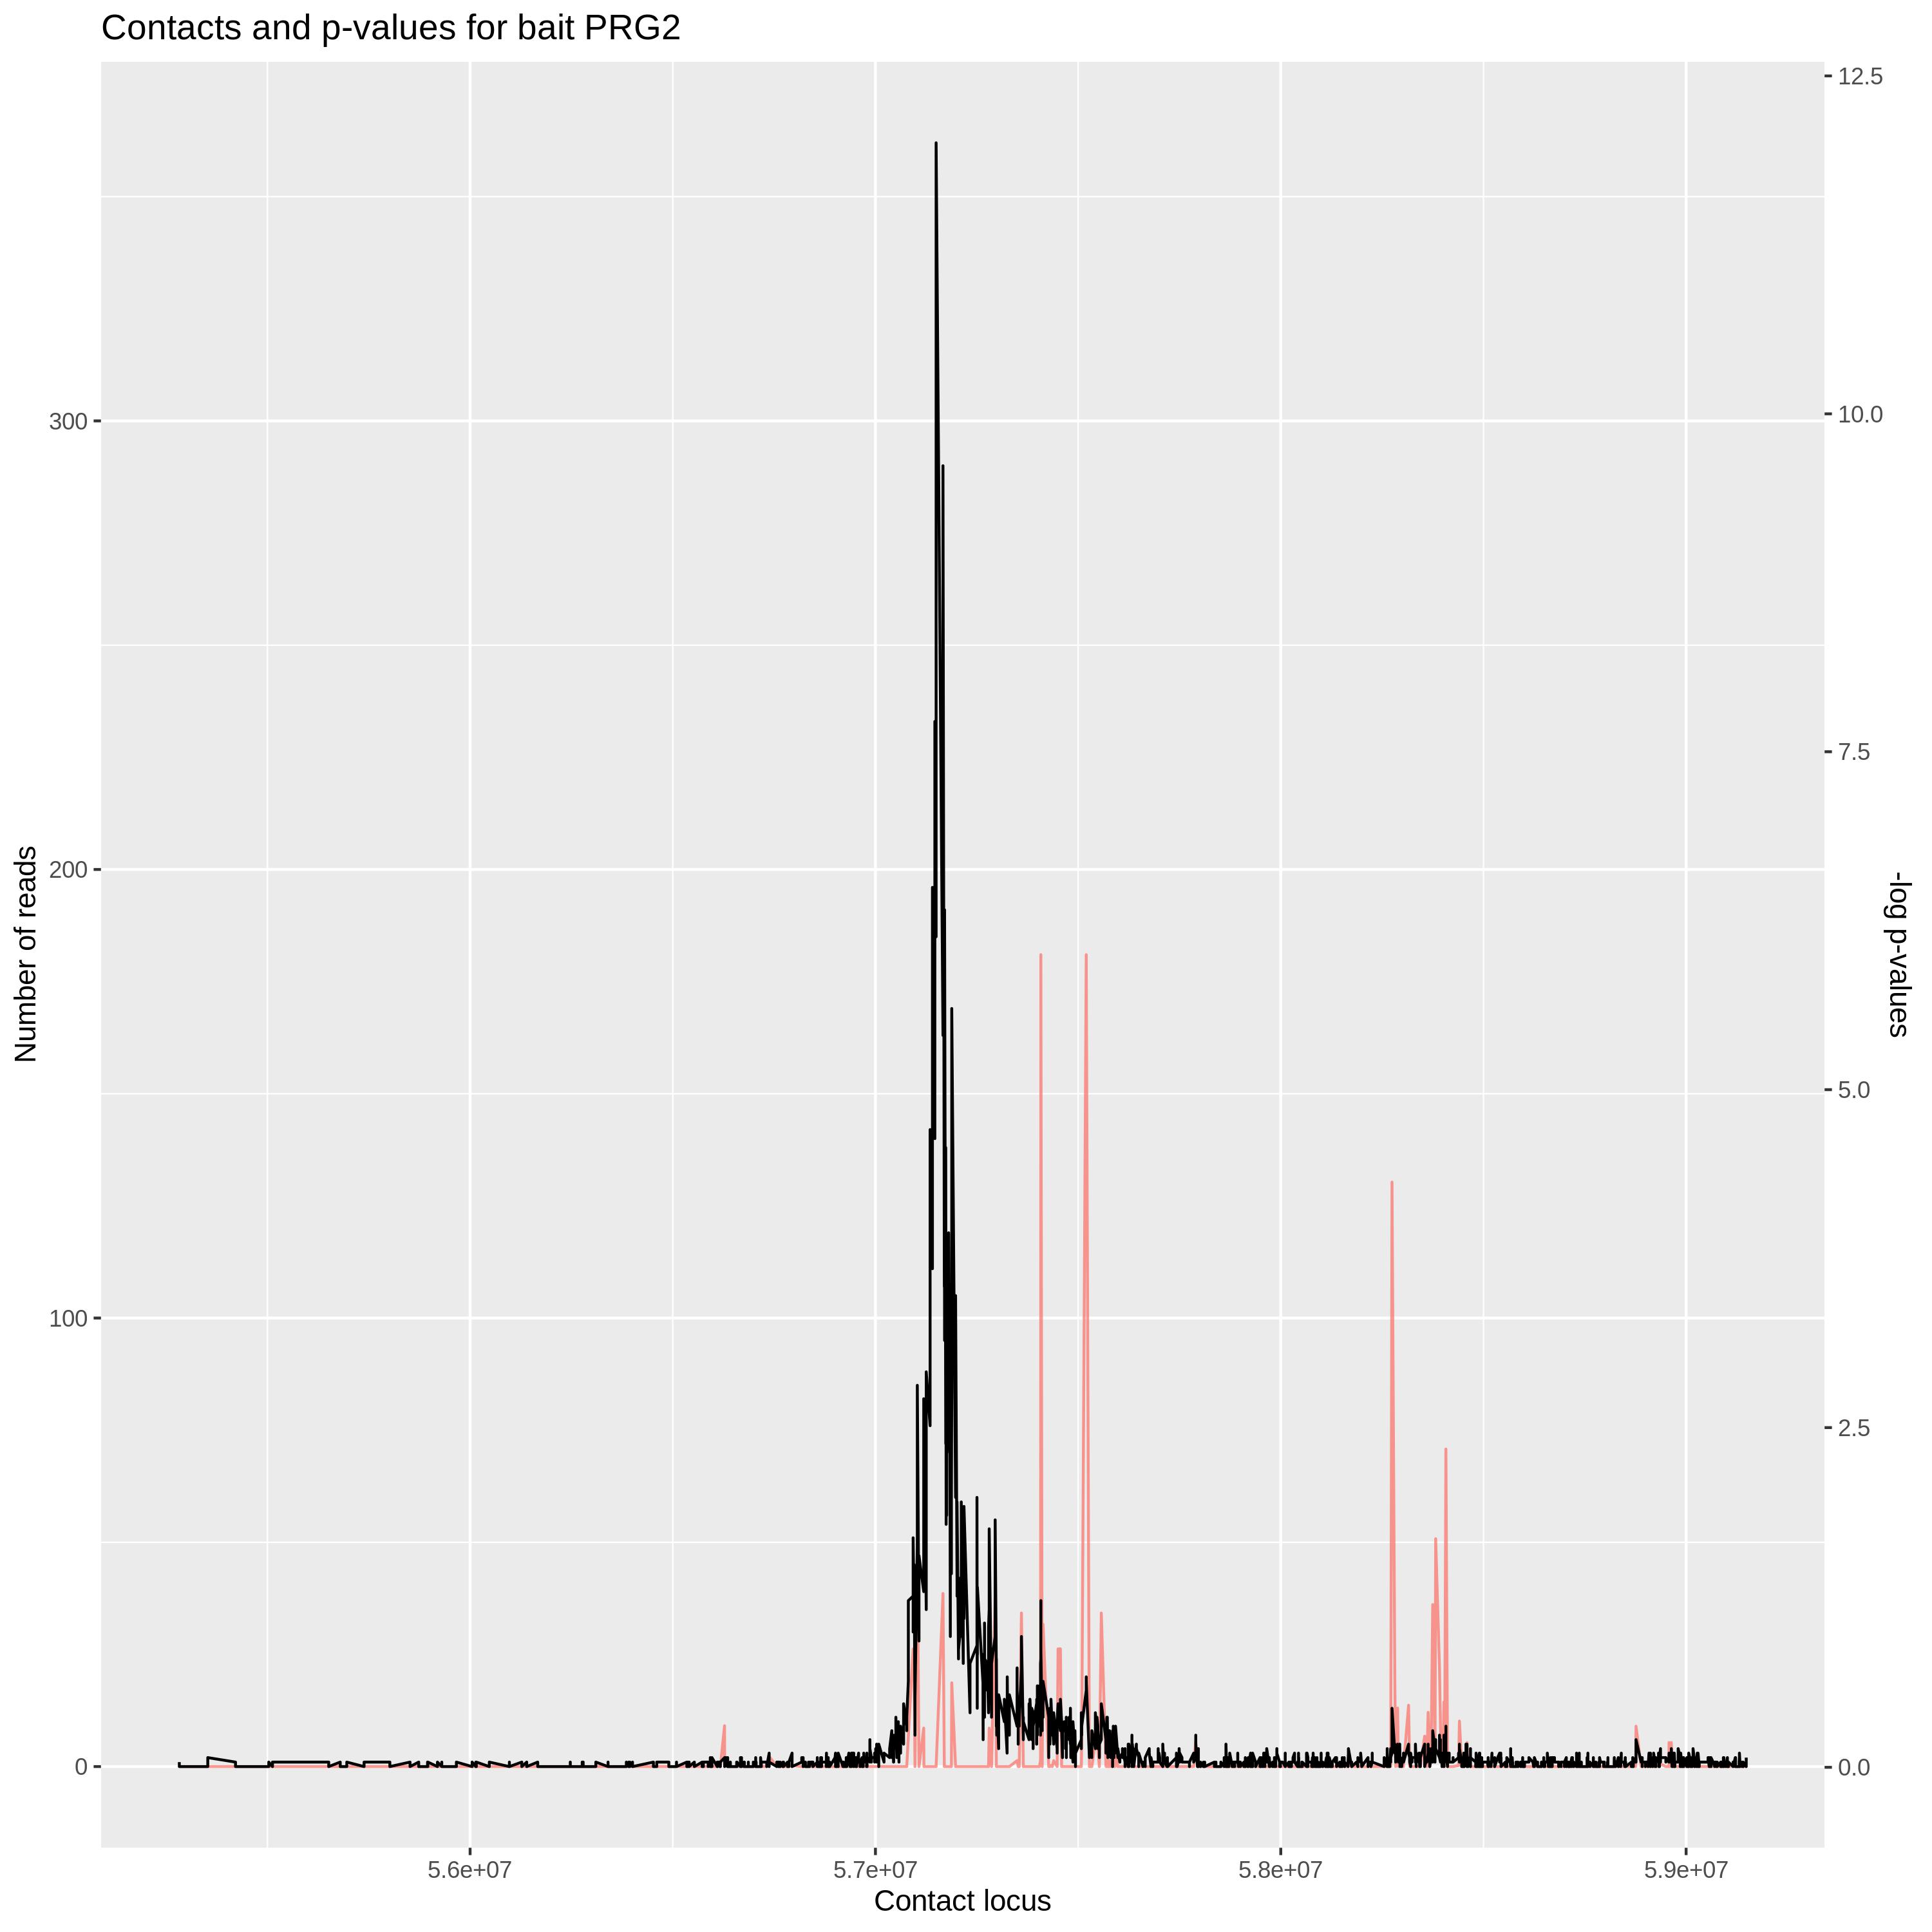 Contacts and p-values for bait PRG2
12.5
10.0
300
7.5
200
Number of reads
-log p-values
5.0
100
2.5
0
0.0
5.6e+07
5.7e+07
5.8e+07
5.9e+07
Contact locus